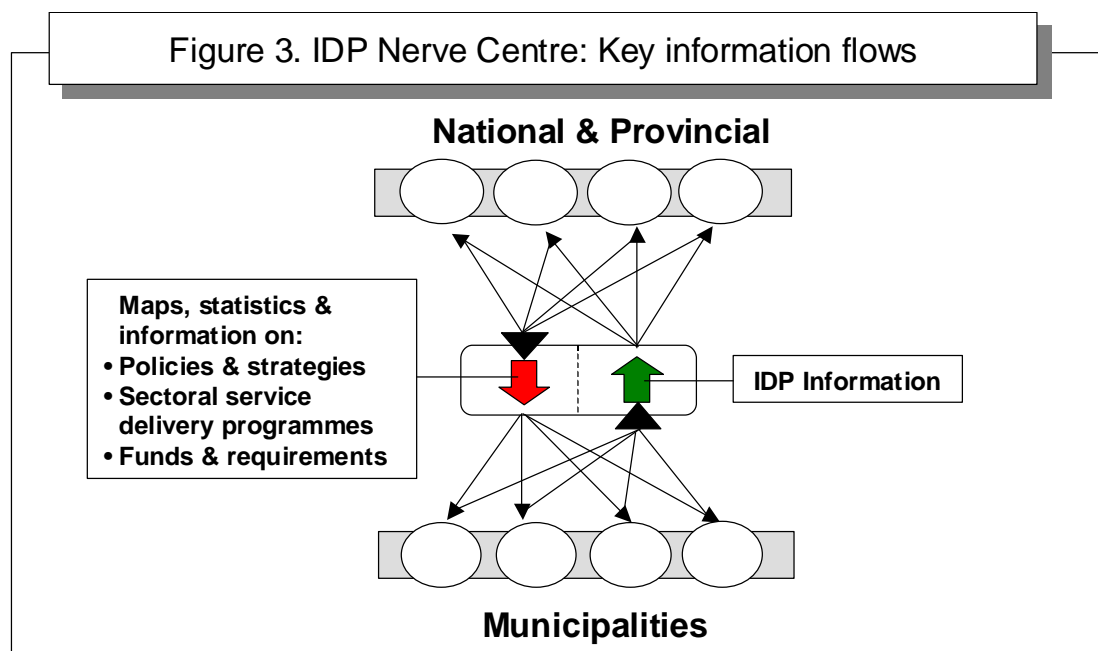 Figure 3. IDP Nerve Centre: Key information flows
National & Provincial
Maps, statistics &
information on:
• Policies & strategies
• Sectoral service
delivery programmes
• Funds & requirements
IDP Information
Municipalities